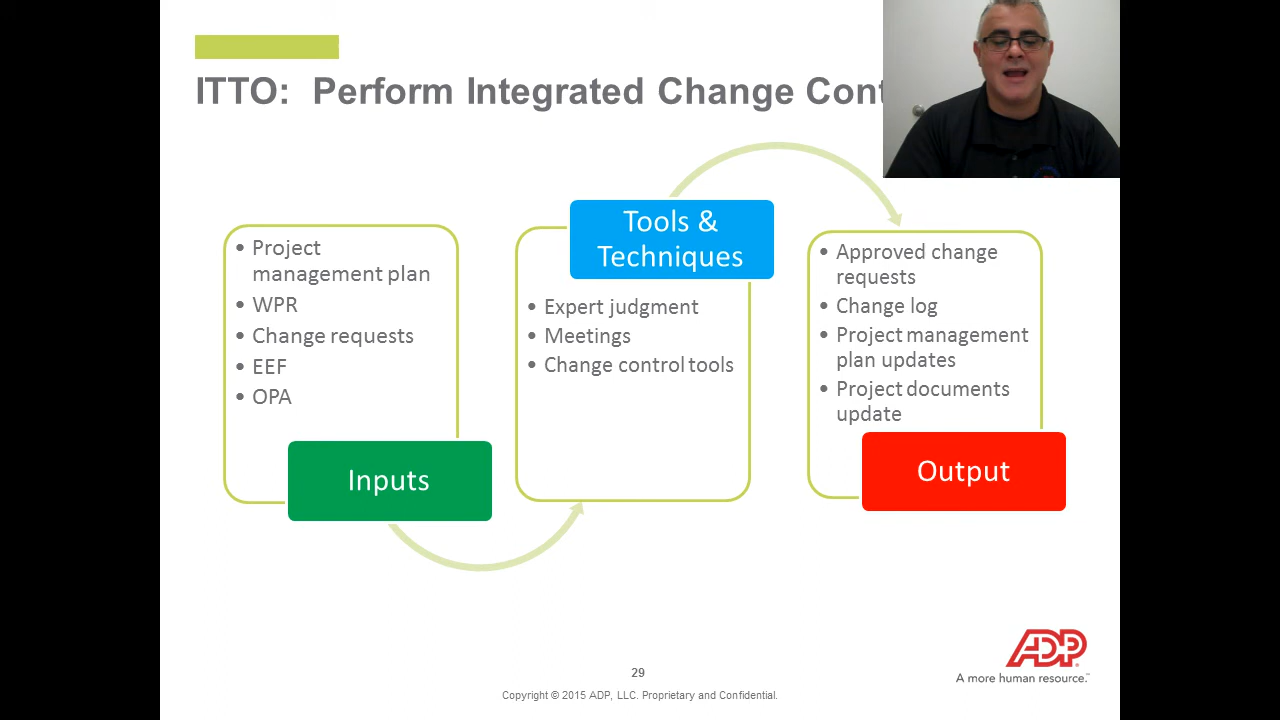 ITTO: Perform Integrated Change Cont
• Project
management plan
• WPR
• Change requests
• EEF
• OPA
Inputs
Tools &
Techniques
• Expert judgment
• Meetings
• Change control tools
• Approved change
requests
• Change log
• Project management
plan updates
• Project documents
update
Output
ADP
A more human resource.™
29
Copyright © 2015 ADP, LLC. Proprietary and Confidential.